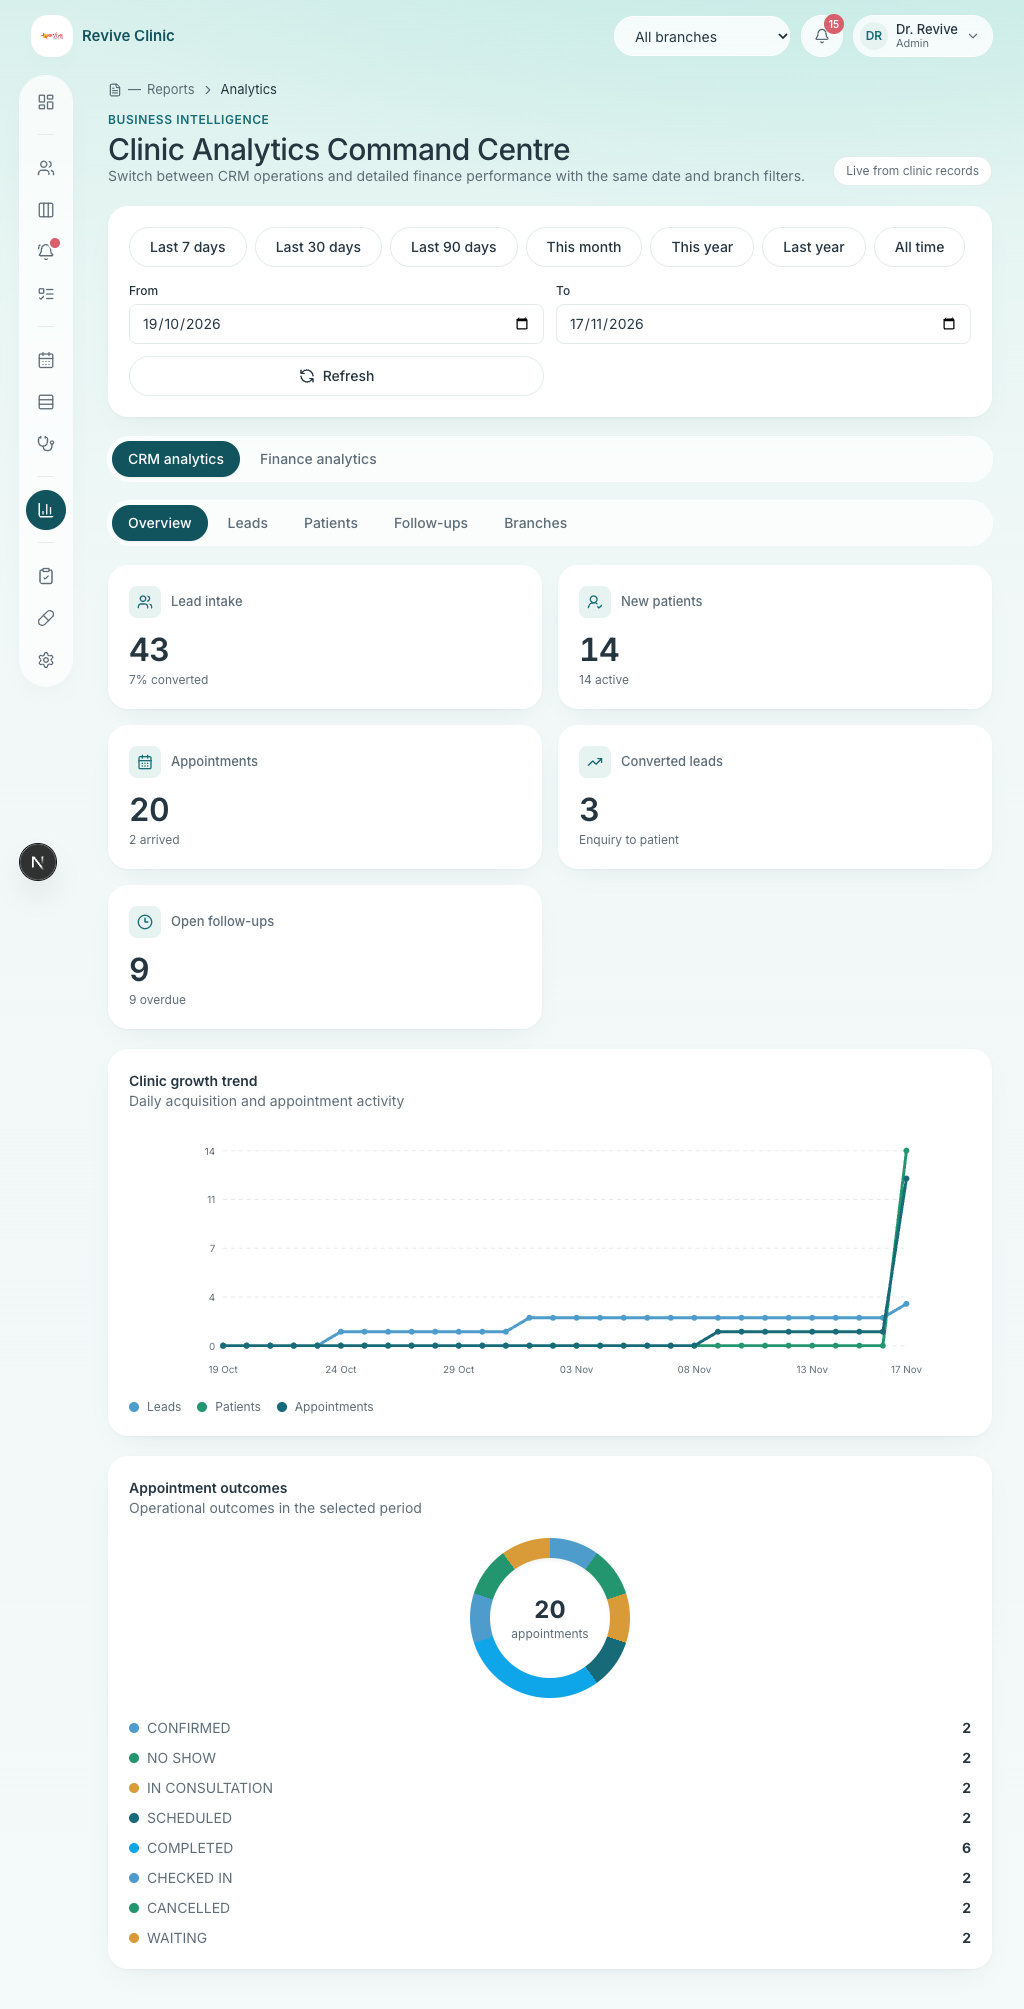 Revive Clinic
All branches
15
DR
Dr. Revive
Admin
— Reports > Analytics
BUSINESS INTELLIGENCE
Clinic Analytics Command Centre
Switch between CRM operations and detailed finance performance with the same date and branch filters.
Live from clinic records
Last 7 days
Last 30 days
Last 90 days
This month
This year
Last year
All time
From
To
19/10/2026
17/11/2026
Refresh
CRM analytics
Finance analytics
Overview
Leads
Patients
Follow-ups
Branches
Lead intake
43
7% converted
New patients
14
14 active
Appointments
20
2 arrived
Converted leads
3
Enquiry to patient
N
Open follow-ups
9
9 overdue
Clinic growth trend
Daily acquisition and appointment activity
14
11
7
4
0
19 Oct
24 Oct
29 Oct
03 Nov
08 Nov
13 Nov
17 Nov
Leads
Patients
Appointments
Appointment outcomes
Operational outcomes in the selected period
20
appointments
CONFIRMED 2
NO SHOW 2
IN CONSULTATION 2
SCHEDULED 2
COMPLETED 6
CHECKED IN 2
CANCELLED 2
WAITING 2